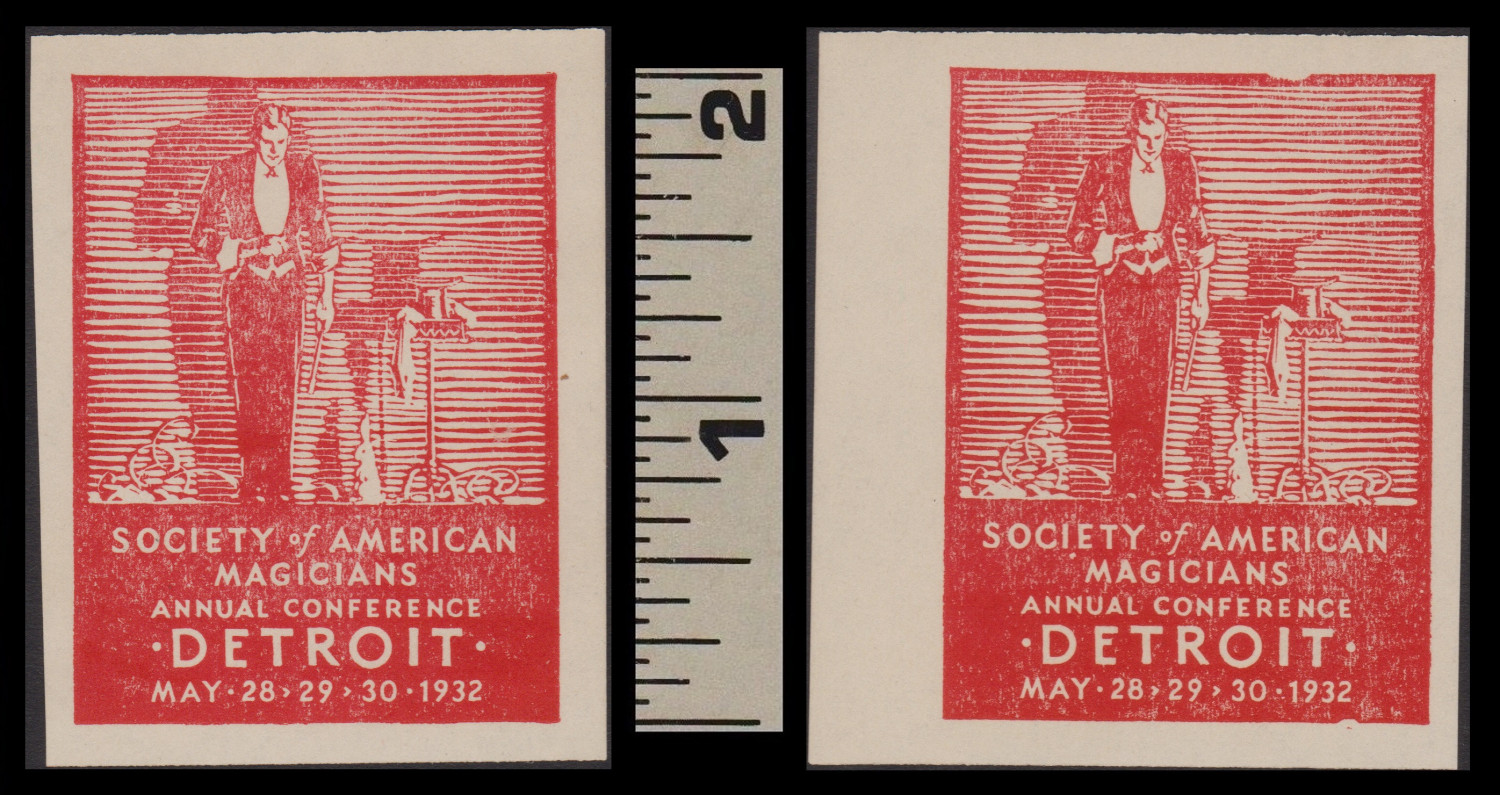 SOCIETY of AMERICAN
MAGICIANS
ANNUAL CONFERENCE
·DETROIT·
MAY·28›29›30·1932
2
1
SOCIETY of AMERICAN
MAGICIANS
ANNUAL CONFERENCE
·DETROIT·
MAY·28›29›30·1932